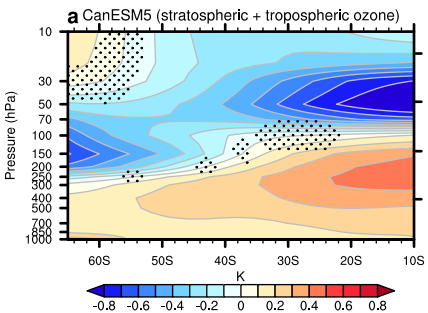 a CanESM5 (stratospheric + tropospheric ozone)
Pressure (hPa)
10
30
50
70
100
150
200
250
300
400
500
700
850
1000
60S 50S 40S 30S 20S 10S
K
-0.8 -0.6 -0.4 -0.2 0 0.2 0.4 0.6 0.8